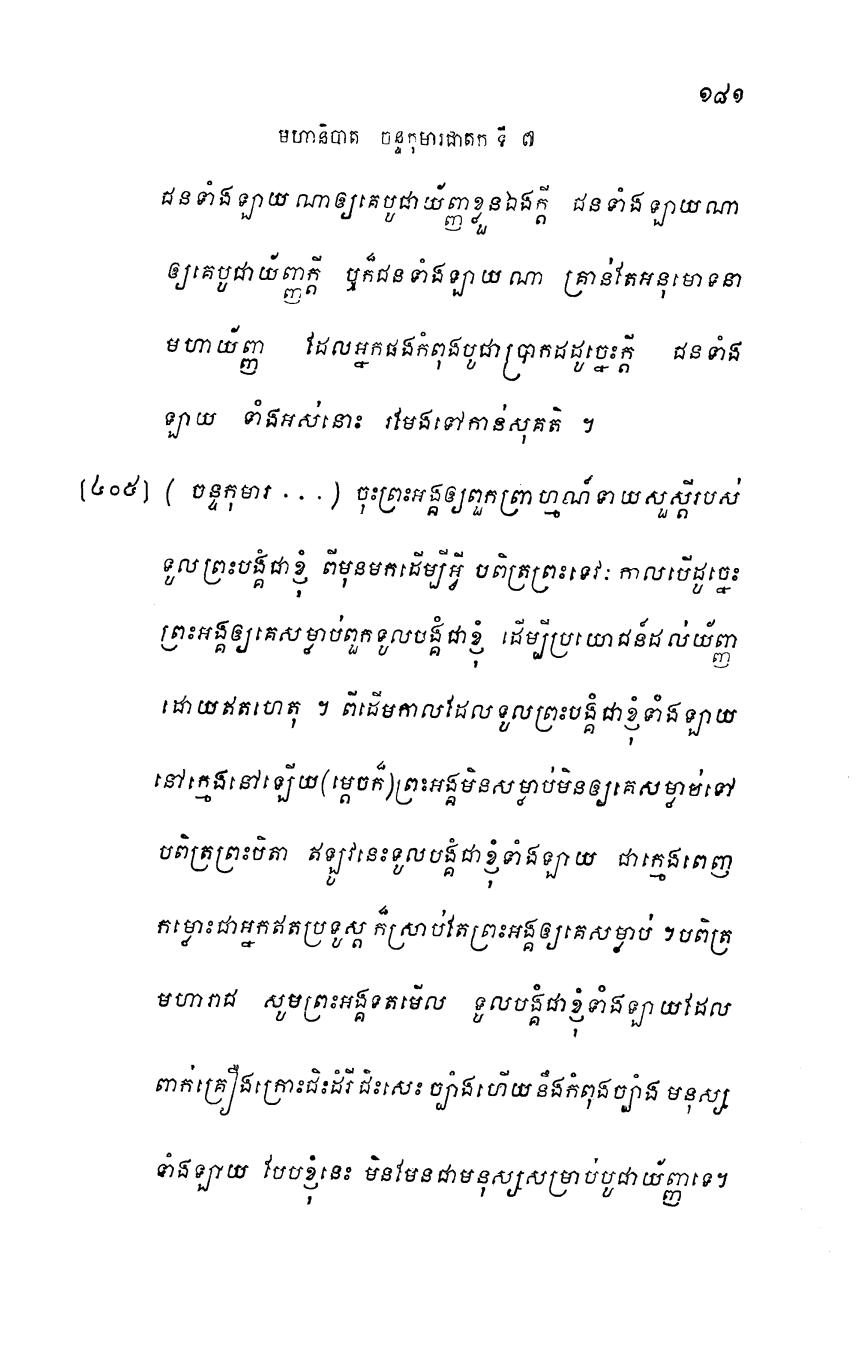 ១៨១
មហានិបាត ចន្ទកុមារជាតក ទី ៧
ជនទាំងឡាយណាឲ្យគេបូជាយ័ញ្ញខ្លួនឯងក្តី ជនទាំងឡាយណា
ឲ្យគេបូជាយ័ញ្ញក្តី ឬក៏ជនទាំងឡាយណា គ្រាន់តែអនុមោទនា
មហាយ័ញ្ញ ដែលអ្នកផងកំពុងបូជាប្រាកដដូច្នេះក្តី ជនទាំង
ឡាយ ទាំងអស់នោះ រមែងទៅកាន់សុគតិ ។
[៤០៥] ( ចន្ទកុមារ . . . ) ចុះព្រះអង្គឲ្យពួកព្រាហ្មណ៍ទាយសួស្តីរបស់
ទូលព្រះបង្គំជាខ្ញុំ ពីមុនមកដើម្បីអ្វី បពិត្រព្រះទេវៈ កាលបើដូច្នេះ
ព្រះអង្គឲ្យគេសម្លាប់ពួកទូលបង្គំជាខ្ញុំ ដើម្បីប្រយោជន៍ដល់យ័ញ្ញ
ដោយឥតហេតុ ។ ពីដើមកាលដែលទូលព្រះបង្គំជាខ្ញុំទាំងឡាយ
នៅក្មេងនៅឡើយ(ម្តេចក៏)ព្រះអង្គមិនសម្លាប់មិនឲ្យគេសម្លាប់ទៅ
បពិត្រព្រះបិតា ឥឡូវនេះទូលបង្គំជាខ្ញុំទាំងឡាយ ជាក្មេងពេញ
កម្លោះជាអ្នកឥតប្រទូស្ត ក៏ស្រាប់តែព្រះអង្គឲ្យគេសម្លាប់ ។បពិត្រ
មហារាជ សូមព្រះអង្គទតមើល ទូលបង្គំជាខ្ញុំទាំងឡាយដែល
ពាក់គ្រឿងក្រោះជិះដំរីជិះសេះច្បាំងហើយនឹងកំពុងច្បាំង មនុស្ស
ទាំងឡាយ បែបខ្ញុំនេះ មិនមែនជាមនុស្សសម្រាប់បូជាយ័ញ្ញទេ។